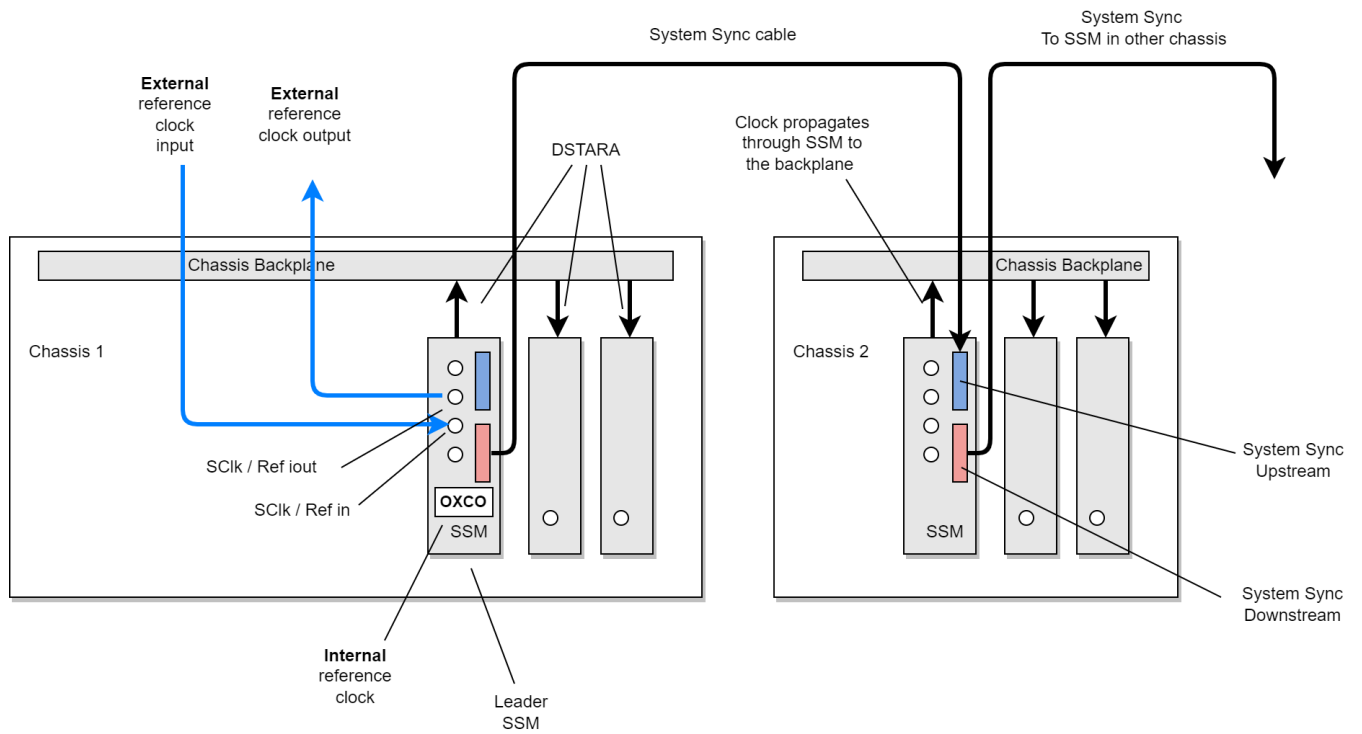 System Sync
To SSM in other chassis
System Sync cable
External
reference
clock
input
External
reference
clock output
DSTARA
Clock propagates
through SSM to
the backplane
Chassis Backplane
Chassis Backplane
Chassis 1
Chassis 2
SClk / Ref iout
SClk / Ref in
OXCO
SSM
SSM
System Sync
Upstream
System Sync
Downstream
Internal
reference
clock
Leader
SSM